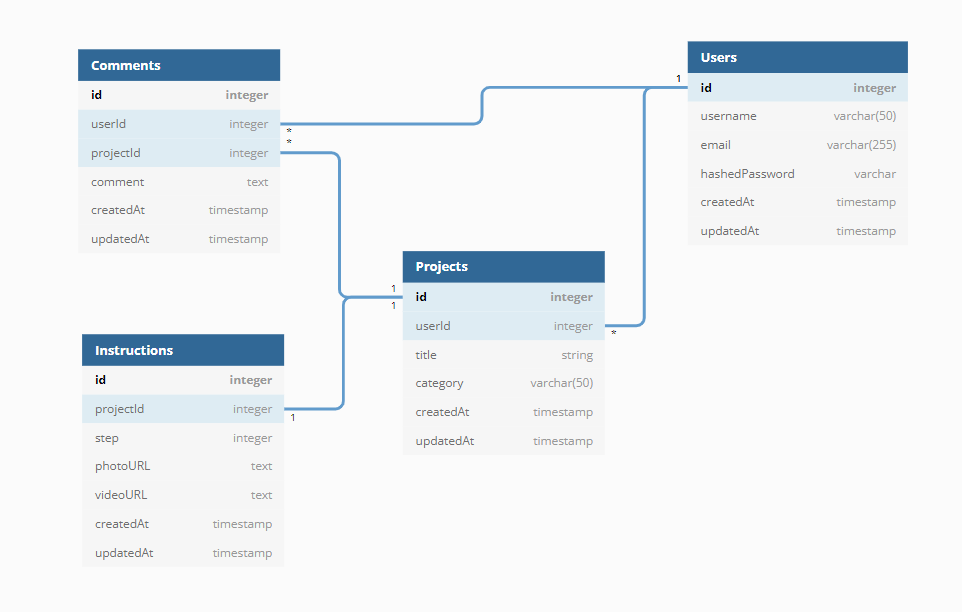 Comments
id integer
userId integer
projectId integer
comment text
createdAt timestamp
updatedAt timestamp
*
*
Users
1
id integer
username varchar(50)
email varchar(255)
hashedPassword varchar
createdAt timestamp
updatedAt timestamp
Projects
1
1
id integer
userId integer
*
title string
category varchar(50)
createdAt timestamp
updatedAt timestamp
Instructions
id integer
projectId integer
1
step integer
photoURL text
videoURL text
createdAt timestamp
updatedAt timestamp